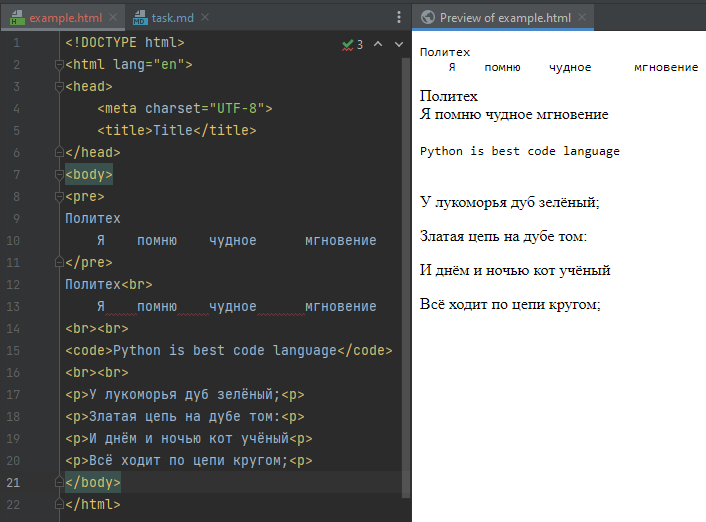 example.html
task.md
3
1 <!DOCTYPE html>
2 <html lang="en">
3 <head>
4     <meta charset="UTF-8">
5     <title>Title</title>
6 </head>
7 <body>
8 <pre>
9 Политех
10     Я    помню    чудное      мгновение
11 </pre>
12 Политех<br>
13     Я    помню    чудное      мгновение
14 <br><br>
15 <code>Python is best code language</code>
16 <br><br>
17 <p>У лукоморья дуб зелёный;<p>
18 <p>Златая цепь на дубе том:<p>
19 <p>И днём и ночью кот учёный<p>
20 <p>Всё ходит по цепи кругом;<p>
21 </body>
22 </html>
Preview of example.html
Политех
    Я    помню    чудное      мгновение
Политех
Я помню чудное мгновение
Python is best code language
У лукоморья дуб зелёный;
Златая цепь на дубе том:
И днём и ночью кот учёный
Всё ходит по цепи кругом;